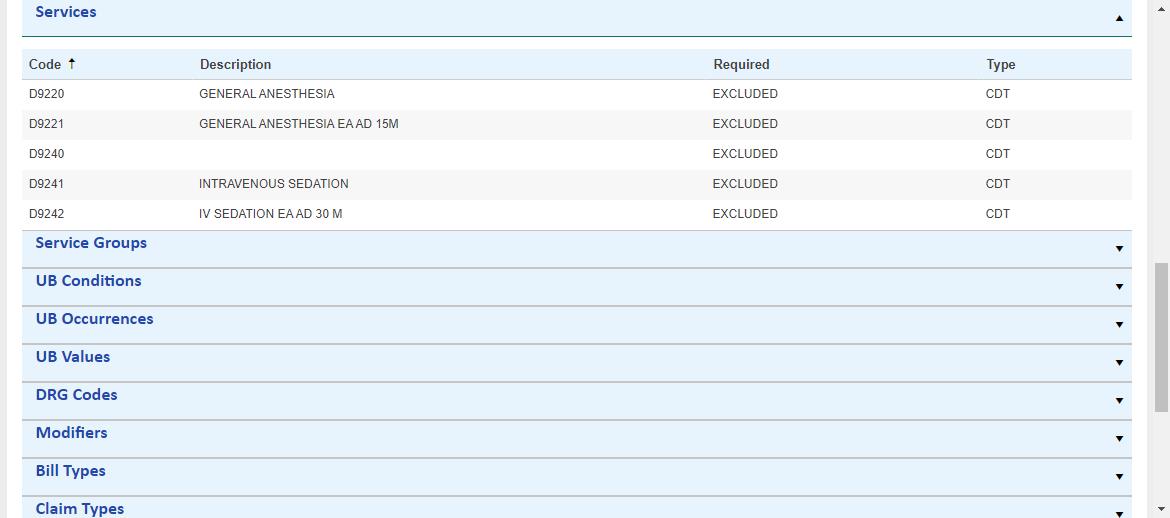 Services
Code Description Required Type
D9220 GENERAL ANESTHESIA EXCLUDED CDT
D9221 GENERAL ANESTHESIA EA AD 15M EXCLUDED CDT
D9240 EXCLUDED CDT
D9241 INTRAVENOUS SEDATION EXCLUDED CDT
D9242 IV SEDATION EA AD 30 M EXCLUDED CDT
Service Groups
UB Conditions
UB Occurrences
UB Values
DRG Codes
Modifiers
Bill Types
Claim Types